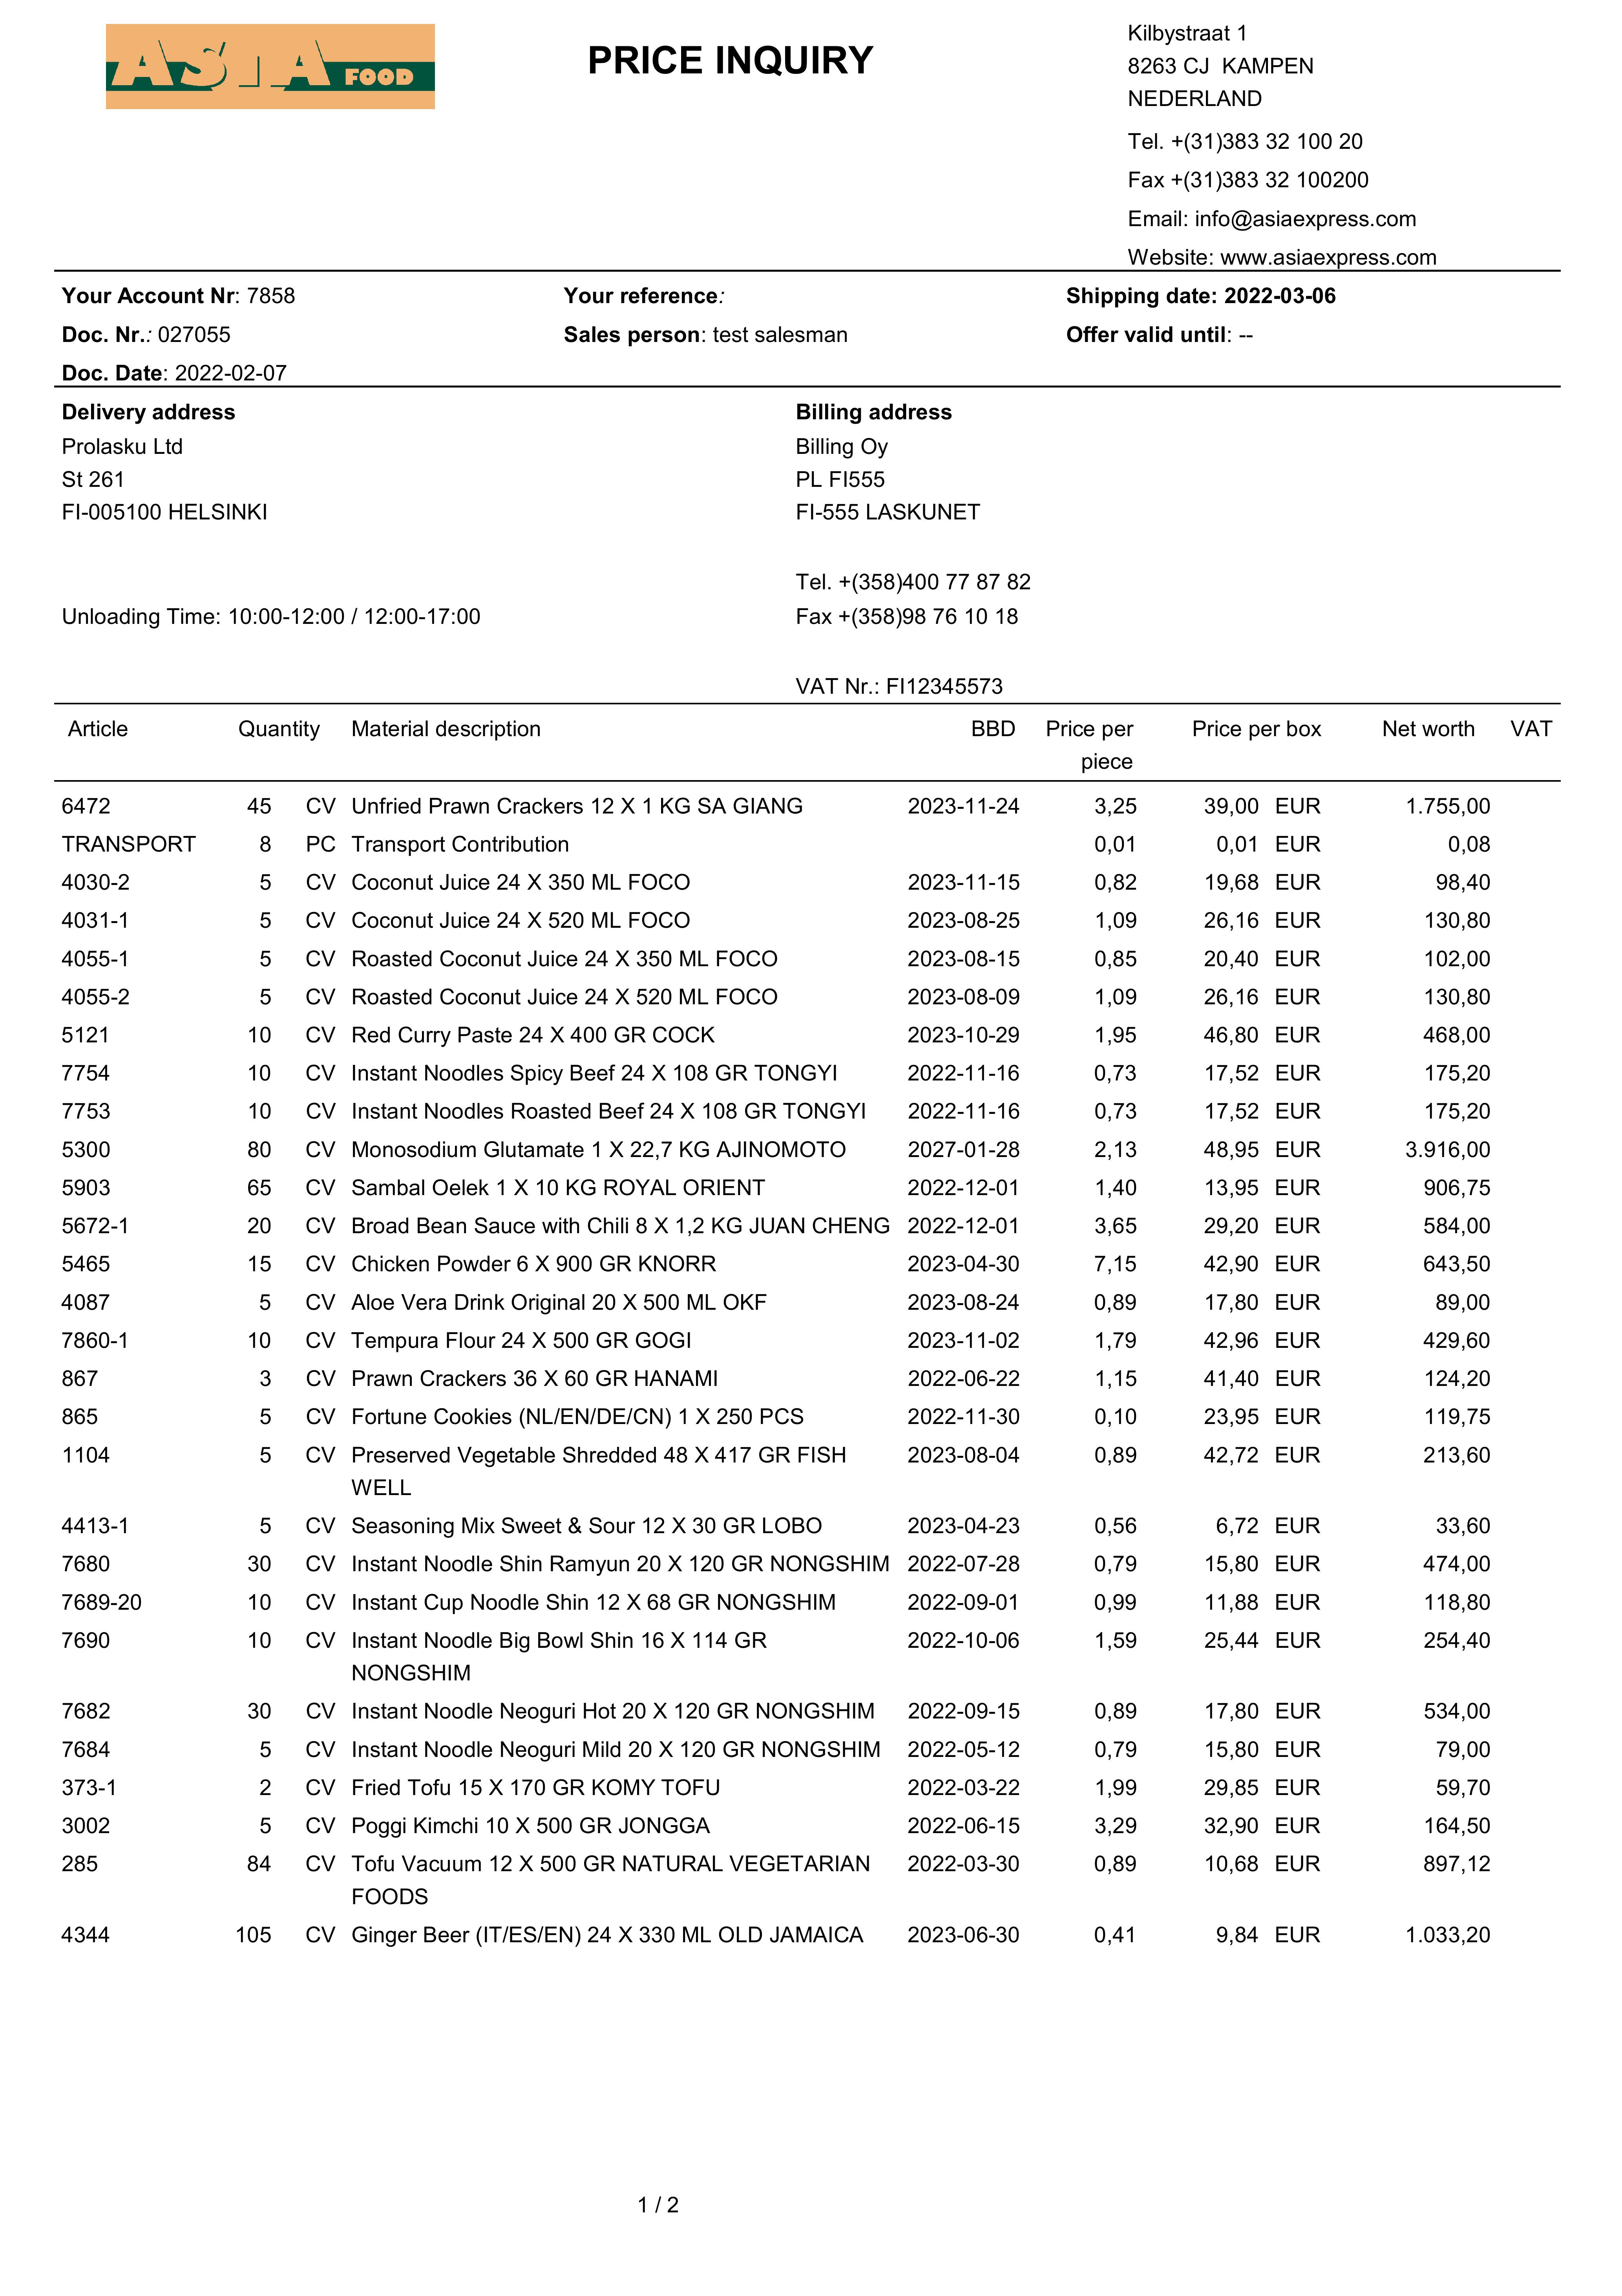 ASIA FOOD
PRICE INQUIRY
Kilbystraat 1
8263 CJ  KAMPEN
NEDERLAND
Tel. +(31)383 32 100 20
Fax +(31)383 32 100200
Email: info@asiaexpress.com
Website: www.asiaexpress.com
Your Account Nr: 7858 Your reference: Shipping date: 2022-03-06
Doc. Nr.: 027055 Sales person: test salesman Offer valid until: --
Doc. Date: 2022-02-07
Delivery address Billing address
Prolasku Ltd Billing Oy
St 261 PL FI555
FI-005100 HELSINKI FI-555 LASKUNET
Tel. +(358)400 77 87 82
Unloading Time: 10:00-12:00 / 12:00-17:00 Fax +(358)98 76 10 18
VAT Nr.: FI12345573
Article Quantity Material description BBD Price per Price per box Net worth VAT
piece
6472 45 CV Unfried Prawn Crackers 12 X 1 KG SA GIANG 2023-11-24 3,25 39,00 EUR 1.755,00
TRANSPORT 8 PC Transport Contribution 0,01 0,01 EUR 0,08
4030-2 5 CV Coconut Juice 24 X 350 ML FOCO 2023-11-15 0,82 19,68 EUR 98,40
4031-1 5 CV Coconut Juice 24 X 520 ML FOCO 2023-08-25 1,09 26,16 EUR 130,80
4055-1 5 CV Roasted Coconut Juice 24 X 350 ML FOCO 2023-08-15 0,85 20,40 EUR 102,00
4055-2 5 CV Roasted Coconut Juice 24 X 520 ML FOCO 2023-08-09 1,09 26,16 EUR 130,80
5121 10 CV Red Curry Paste 24 X 400 GR COCK 2023-10-29 1,95 46,80 EUR 468,00
7754 10 CV Instant Noodles Spicy Beef 24 X 108 GR TONGYI 2022-11-16 0,73 17,52 EUR 175,20
7753 10 CV Instant Noodles Roasted Beef 24 X 108 GR TONGYI 2022-11-16 0,73 17,52 EUR 175,20
5300 80 CV Monosodium Glutamate 1 X 22,7 KG AJINOMOTO 2027-01-28 2,13 48,95 EUR 3.916,00
5903 65 CV Sambal Oelek 1 X 10 KG ROYAL ORIENT 2022-12-01 1,40 13,95 EUR 906,75
5672-1 20 CV Broad Bean Sauce with Chili 8 X 1,2 KG JUAN CHENG 2022-12-01 3,65 29,20 EUR 584,00
5465 15 CV Chicken Powder 6 X 900 GR KNORR 2023-04-30 7,15 42,90 EUR 643,50
4087 5 CV Aloe Vera Drink Original 20 X 500 ML OKF 2023-08-24 0,89 17,80 EUR 89,00
7860-1 10 CV Tempura Flour 24 X 500 GR GOGI 2023-11-02 1,79 42,96 EUR 429,60
867 3 CV Prawn Crackers 36 X 60 GR HANAMI 2022-06-22 1,15 41,40 EUR 124,20
865 5 CV Fortune Cookies (NL/EN/DE/CN) 1 X 250 PCS 2022-11-30 0,10 23,95 EUR 119,75
1104 5 CV Preserved Vegetable Shredded 48 X 417 GR FISH 2023-08-04 0,89 42,72 EUR 213,60
WELL
4413-1 5 CV Seasoning Mix Sweet & Sour 12 X 30 GR LOBO 2023-04-23 0,56 6,72 EUR 33,60
7680 30 CV Instant Noodle Shin Ramyun 20 X 120 GR NONGSHIM 2022-07-28 0,79 15,80 EUR 474,00
7689-20 10 CV Instant Cup Noodle Shin 12 X 68 GR NONGSHIM 2022-09-01 0,99 11,88 EUR 118,80
7690 10 CV Instant Noodle Big Bowl Shin 16 X 114 GR 2022-10-06 1,59 25,44 EUR 254,40
NONGSHIM
7682 30 CV Instant Noodle Neoguri Hot 20 X 120 GR NONGSHIM 2022-09-15 0,89 17,80 EUR 534,00
7684 5 CV Instant Noodle Neoguri Mild 20 X 120 GR NONGSHIM 2022-05-12 0,79 15,80 EUR 79,00
373-1 2 CV Fried Tofu 15 X 170 GR KOMY TOFU 2022-03-22 1,99 29,85 EUR 59,70
3002 5 CV Poggi Kimchi 10 X 500 GR JONGGA 2022-06-15 3,29 32,90 EUR 164,50
285 84 CV Tofu Vacuum 12 X 500 GR NATURAL VEGETARIAN 2022-03-30 0,89 10,68 EUR 897,12
FOODS
4344 105 CV Ginger Beer (IT/ES/EN) 24 X 330 ML OLD JAMAICA 2023-06-30 0,41 9,84 EUR 1.033,20
1 / 2